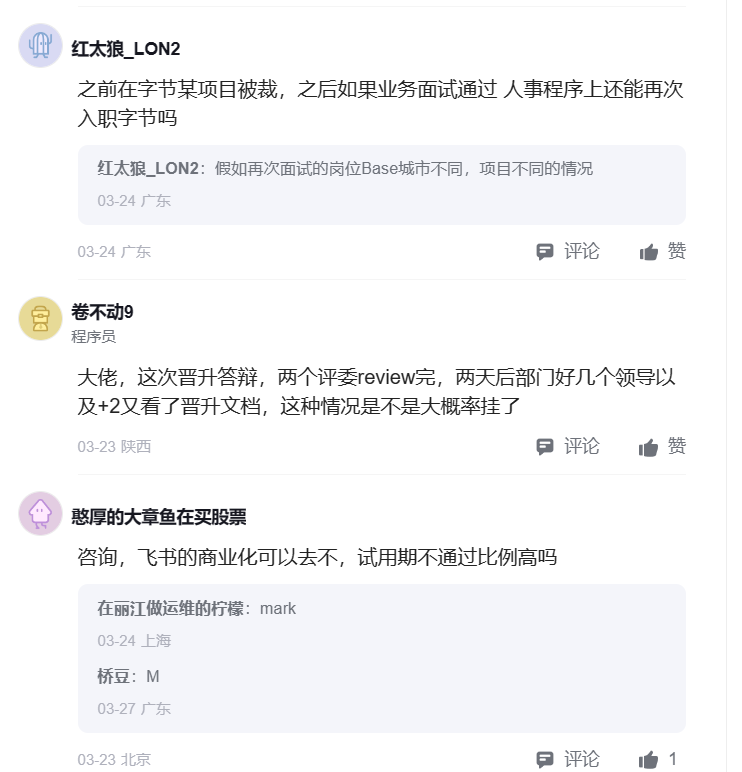 红太狼_LON2
之前在字节某项目被裁，之后如果业务面试通过 人事程序上还能再次
入职字节吗
红太狼_LON2：假如再次面试的岗位Base城市不同，项目不同的情况
03-24 广东
03-24 广东 评论 赞
卷不动9
程序员
大佬，这次晋升答辩，两个评委review完，两天后部门好几个领导以
及+2又看了晋升文档，这种情况是不是大概率挂了
03-23 陕西 评论 赞
憨厚的大章鱼在买股票
咨询，飞书的商业化可以去不，试用期不通过比例高吗
在丽江做运维的柠檬：mark
03-24 上海
桥豆：M
03-27 广东
03-23 北京 评论 1